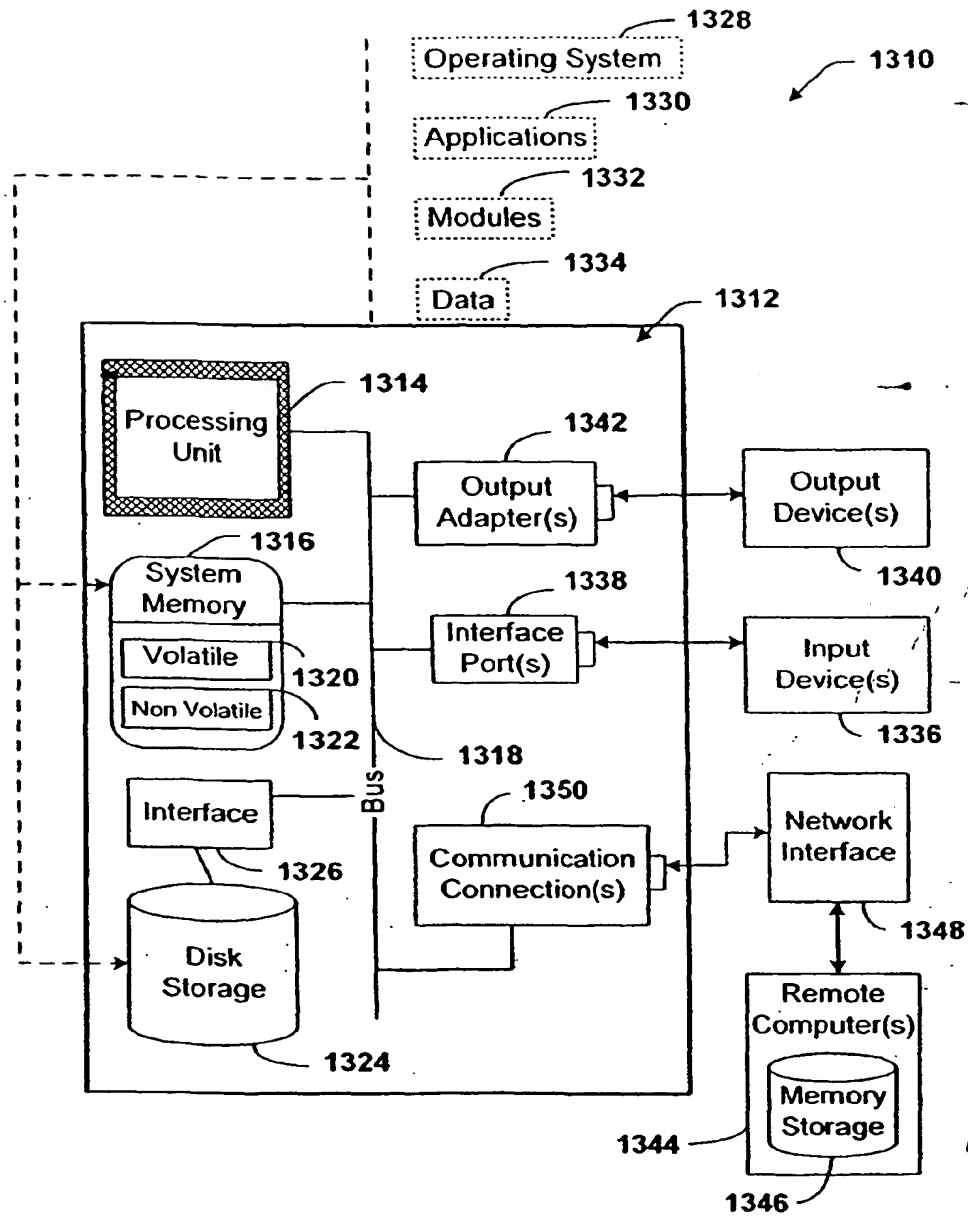 1328
Operating System
1310
1330
Applications
1332
Modules
1334
Data
1312
1314
Processing
Unit
1342
Output
Adapter(s)
Output
Device(s)
1340
1316
System
Memory
1338
Interface
Port(s)
Input
Device(s)
1336
Volatile
1320
Non Volatile
1322
1318
Bus
1350
Interface
1326
Communication
Connection(s)
Network
Interface
1348
Disk
Storage
1324
Remote
Computer(s)
Memory
Storage
1344
1346